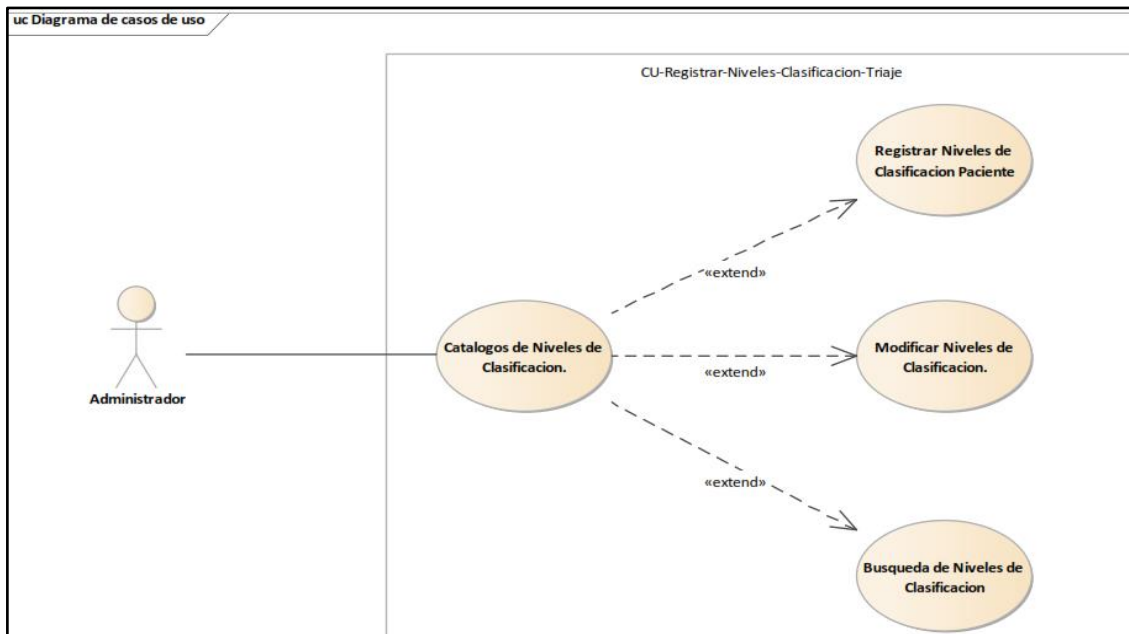 uc Diagrama de casos de uso
CU-Registrar-Niveles-Clasificacion-Triaje
Registrar Niveles de
Clasificacion Paciente
«extend»
Catalogos de Niveles de
Clasificacion.
«extend»
Modificar Niveles de
Clasificacion.
Administrador
«extend»
Busqueda de Niveles de
Clasificacion